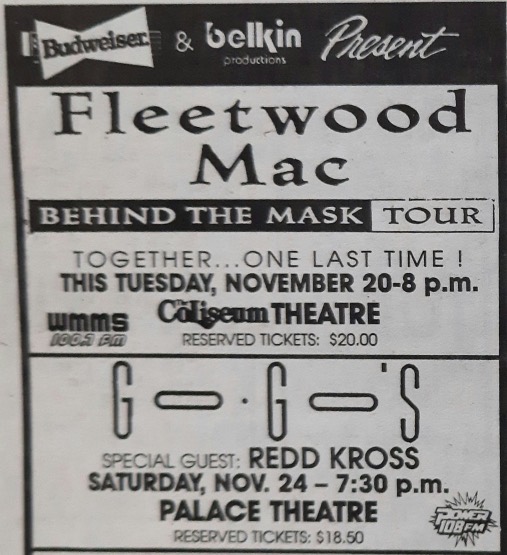 Budweiser & belkin Present
productions
Fleetwood
Mac
BEHIND THE MASK TOUR
TOGETHER...ONE LAST TIME !
THIS TUESDAY, NOVEMBER 20-8 p.m.
The Coliseum THEATRE
WMMS
100.7 FM
RESERVED TICKETS: $20.00
GO-GO'S
SPECIAL GUEST: REDD KROSS
SATURDAY, NOV. 24 – 7:30 p.m.
PALACE THEATRE
POWER
108 FM
RESERVED TICKETS: $18.50